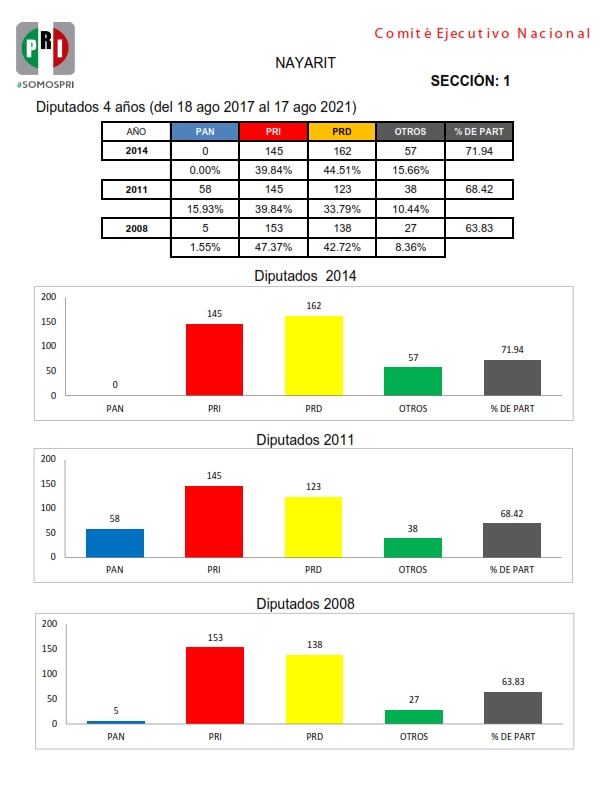 Comité Ejecutivo Nacional
PRI
#SOMOSPRI
NAYARIT
SECCIÓN: 1
Diputados 4 años (del 18 ago 2017 al 17 ago 2021)
AÑO PAN PRI PRD OTROS % DE PART
2014 0 145 162 57 71.94
0.00% 39.84% 44.51% 15.66%
2011 58 145 123 38 68.42
15.93% 39.84% 33.79% 10.44%
2008 5 153 138 27 63.83
1.55% 47.37% 42.72% 8.36%
Diputados 2014
200
150
100
50
0
0 145 162 57 71.94
PAN PRI PRD OTROS % DE PART
Diputados 2011
200
150
100
50
0
58 145 123 38 68.42
PAN PRI PRD OTROS % DE PART
Diputados 2008
200
150
100
50
0
5 153 138 27 63.83
PAN PRI PRD OTROS % DE PART